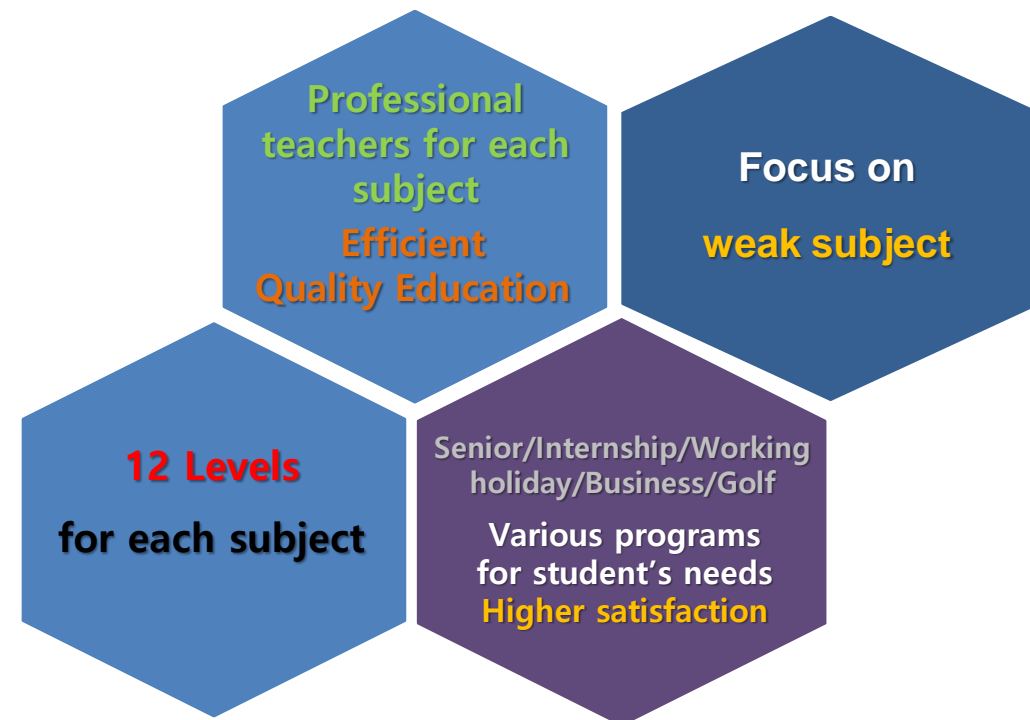 Professional
teachers for each
subject
Efficient
Quality Education
Focus on
weak subject
12 Levels
for each subject
Senior/Internship/Working
holiday/Business/Golf
Various programs
for student’s needs
Higher satisfaction